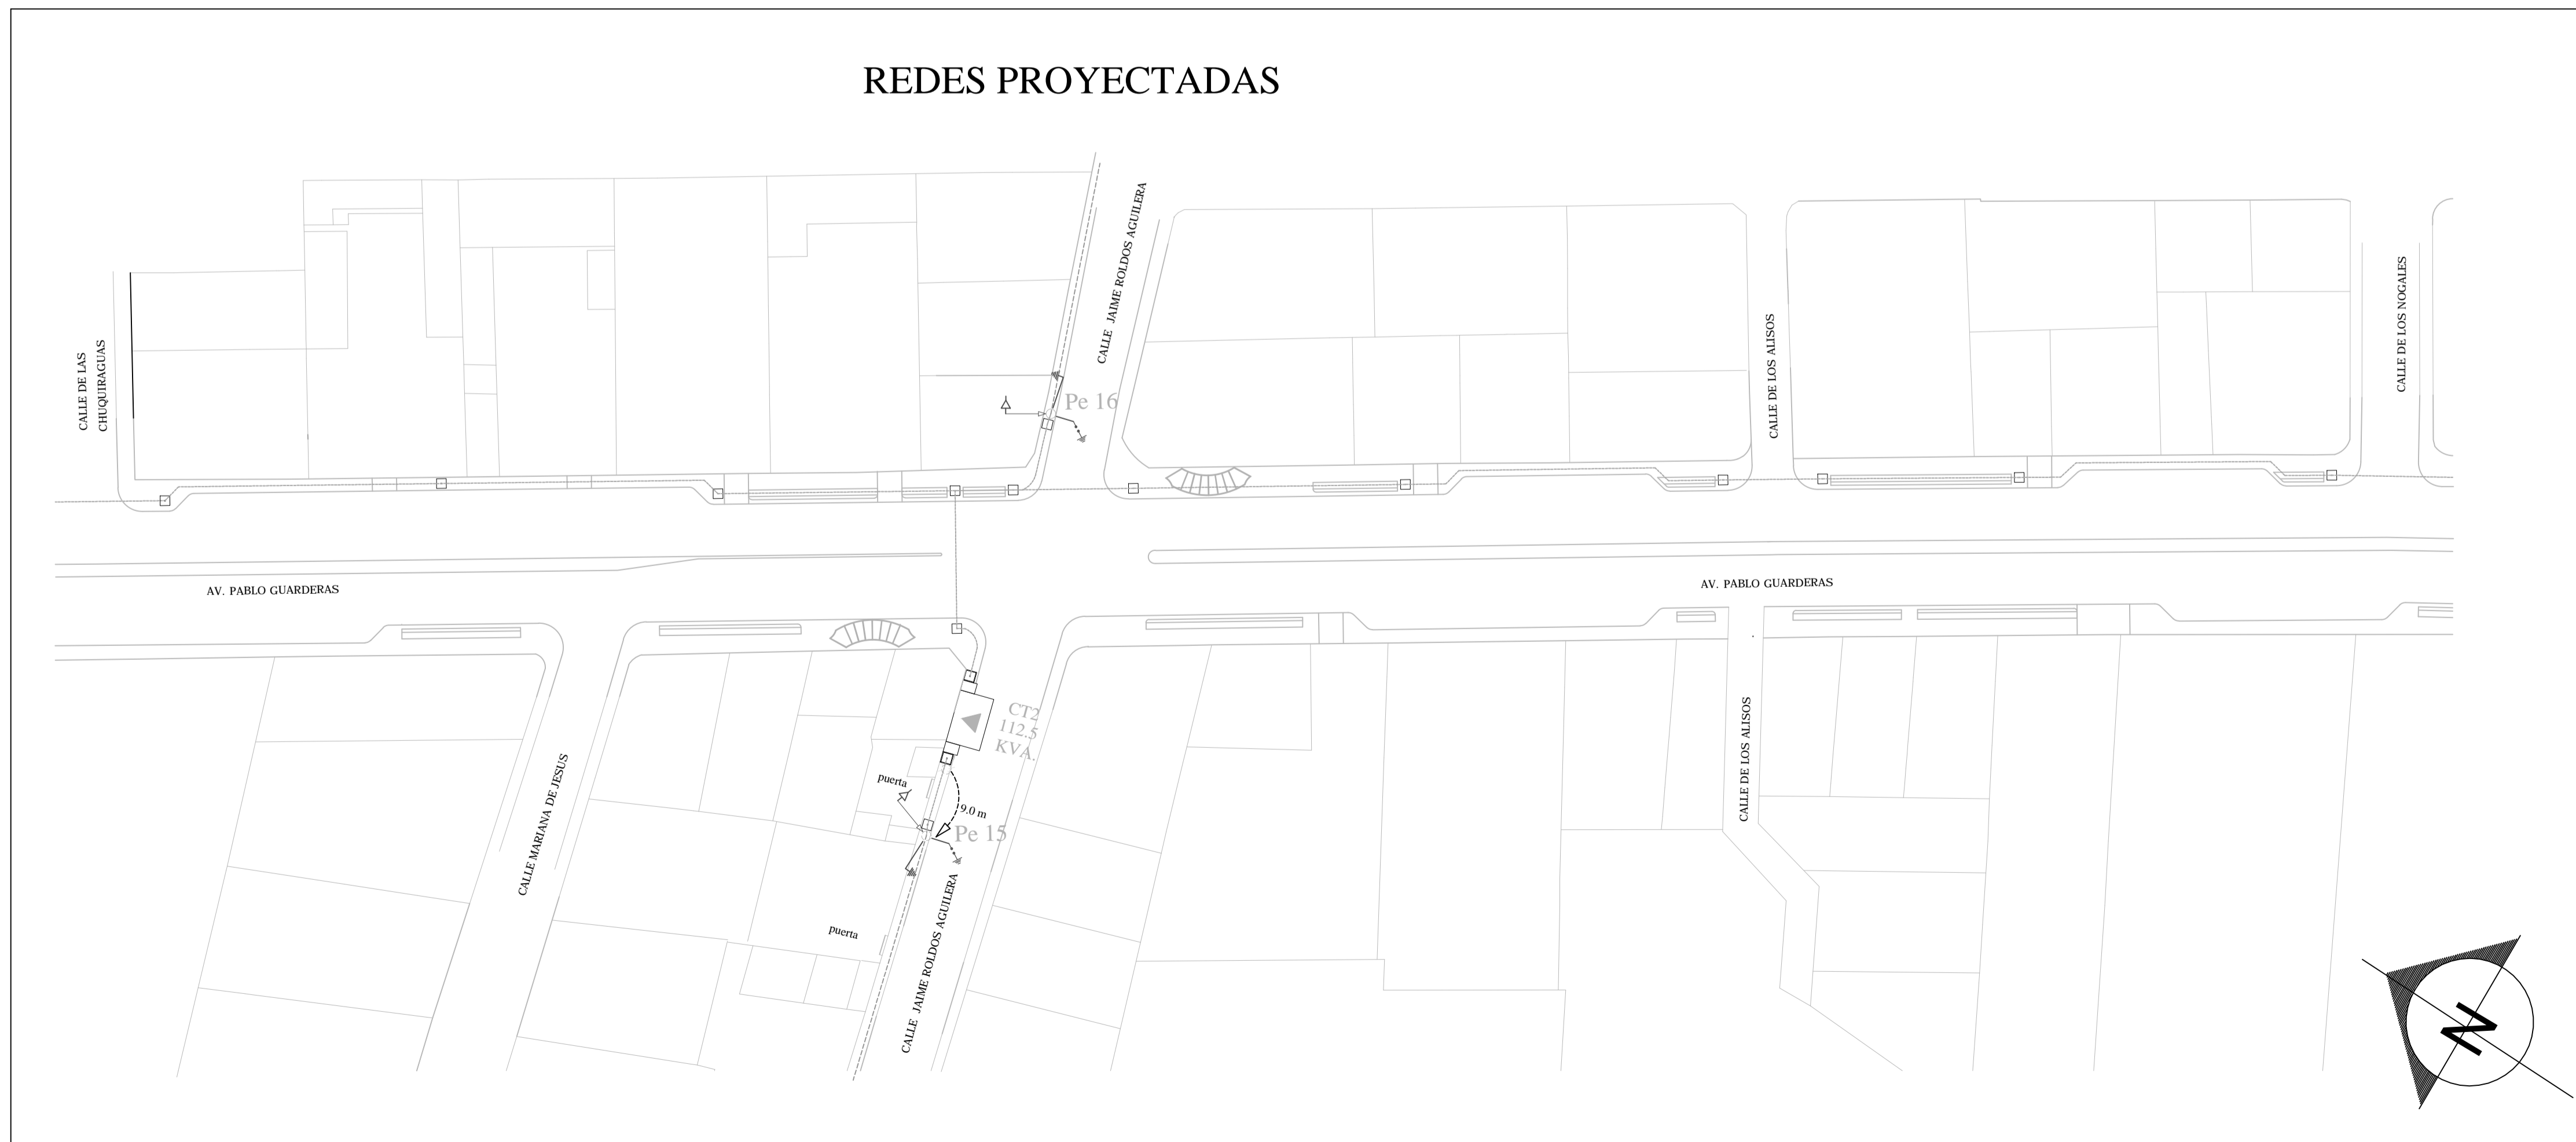 REDES PROYECTADAS
CALLE DE LAS
CHUQUIRAGUAS
CALLE JAIME ROLDOS AGUILERA
Pe 16
CALLE DE LOS ALISOS
CALLE DE LOS NOGALES
AV. PABLO GUARDERAS
AV. PABLO GUARDERAS
CALLE MARIANA DE JESUS
CT2
112.5
KVA.
puerta
9.0 m
Pe 15
puerta
CALLE JAIME ROLDOS AGUILERA
CALLE DE LOS ALISOS
N